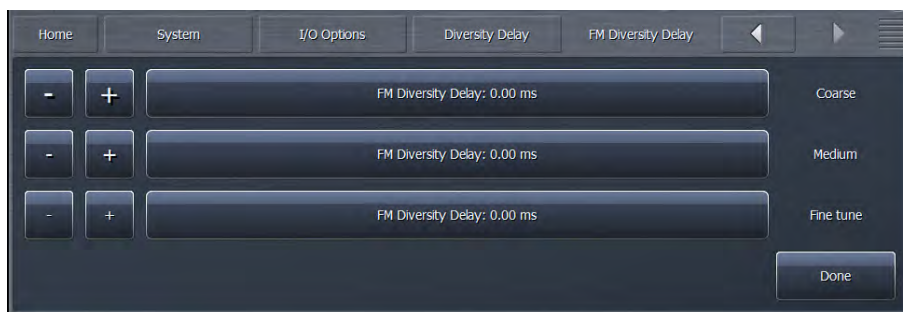 Home System I/O Options Diversity Delay FM Diversity Delay
- + FM Diversity Delay: 0.00 ms Coarse
- + FM Diversity Delay: 0.00 ms Medium
- + FM Diversity Delay: 0.00 ms Fine tune
Done